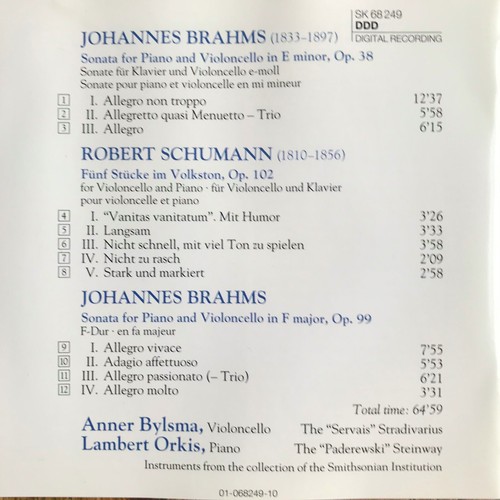 SK 68 249
DDD
DIGITAL RECORDING
JOHANNES BRAHMS (1833–1897)
Sonata for Piano and Violoncello in E minor, Op. 38
Sonate für Klavier und Violoncello e-moll
Sonate pour piano et violoncelle en mi mineur
1 I. Allegro non troppo 12'37
2 II. Allegretto quasi Menuetto – Trio 5'58
3 III. Allegro 6'15
ROBERT SCHUMANN (1810–1856)
Fünf Stücke im Volkston, Op. 102
for Violoncello and Piano · für Violoncello und Klavier
pour violoncelle et piano
4 I. "Vanitas vanitatum". Mit Humor 3'26
5 II. Langsam 3'33
6 III. Nicht schnell, mit viel Ton zu spielen 3'58
7 IV. Nicht zu rasch 2'09
8 V. Stark und markiert 2'58
JOHANNES BRAHMS
Sonata for Piano and Violoncello in F major, Op. 99
F-Dur · en fa majeur
9 I. Allegro vivace 7'55
10 II. Adagio affettuoso 5'53
11 III. Allegro passionato (– Trio) 6'21
12 IV. Allegro molto 3'31
Total time: 64'59
Anner Bylsma, Violoncello The "Servais" Stradivarius
Lambert Orkis, Piano The "Paderewski" Steinway
Instruments from the collection of the Smithsonian Institution
01-068249-10